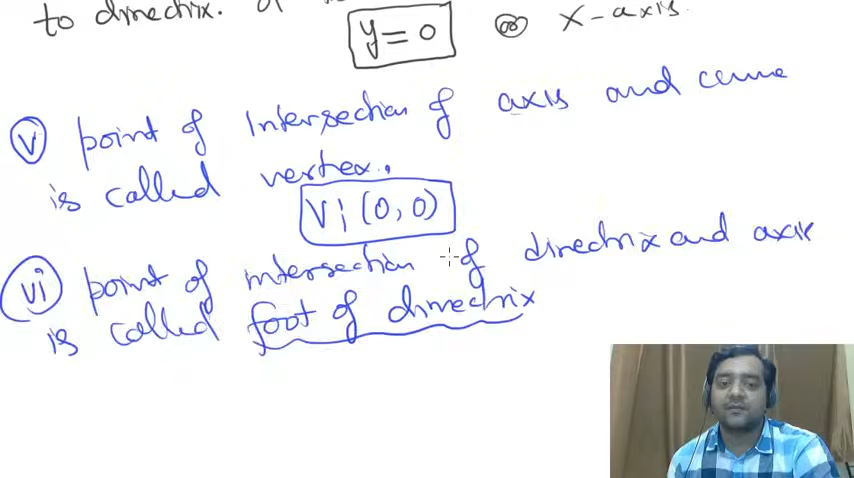 to directrix. 
y = 0 or x-axis.
v point of Intersection of axis and curve
is called vertex.
V; (0, 0)
vi point of intersection of directrix and axis
is called foot of directrix